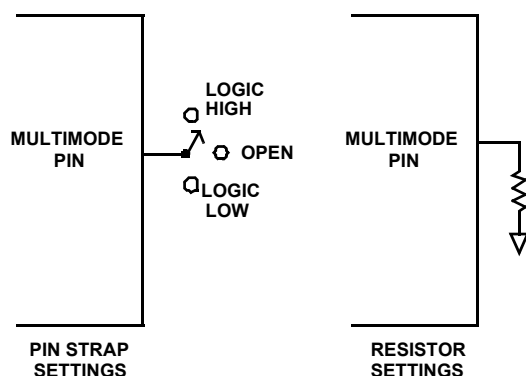 LOGIC
HIGH
MULTIMODE
PIN
OPEN
LOGIC
LOW
PIN STRAP
SETTINGS
MULTIMODE
PIN
RESISTOR
SETTINGS